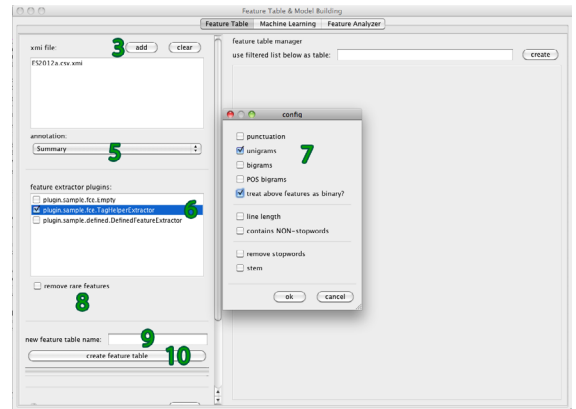 Feature Table & Model Building
Feature Table Machine Learning Feature Analyzer
xmi file:
3
add
clear
ES2012a.csv.xmi
annotation:
Summary
5
feature extractor plugins:
plugin.sample.fce.Empty
plugin.sample.fce.TagHelperExtractor
6
plugin.sample.defined.DefinedFeatureExtractor
remove rare features
8
new feature table name:
9
create feature table
10
feature table manager
use filtered list below as table:
create
config
punctuation
unigrams
7
bigrams
POS bigrams
treat above features as binary?
line length
contains NON-stopwords
remove stopwords
stem
ok
cancel